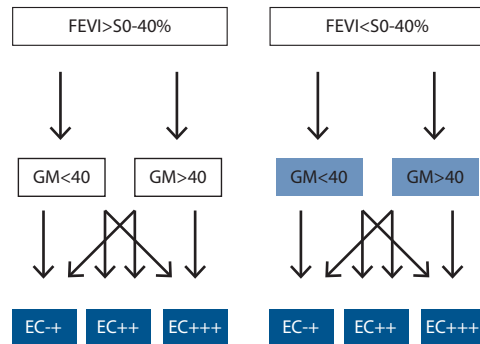 FEVI>S0-40%
FEVI<S0-40%
GM<40
GM>40
GM<40
GM>40
EC-+
EC++
EC+++
EC-+
EC++
EC+++